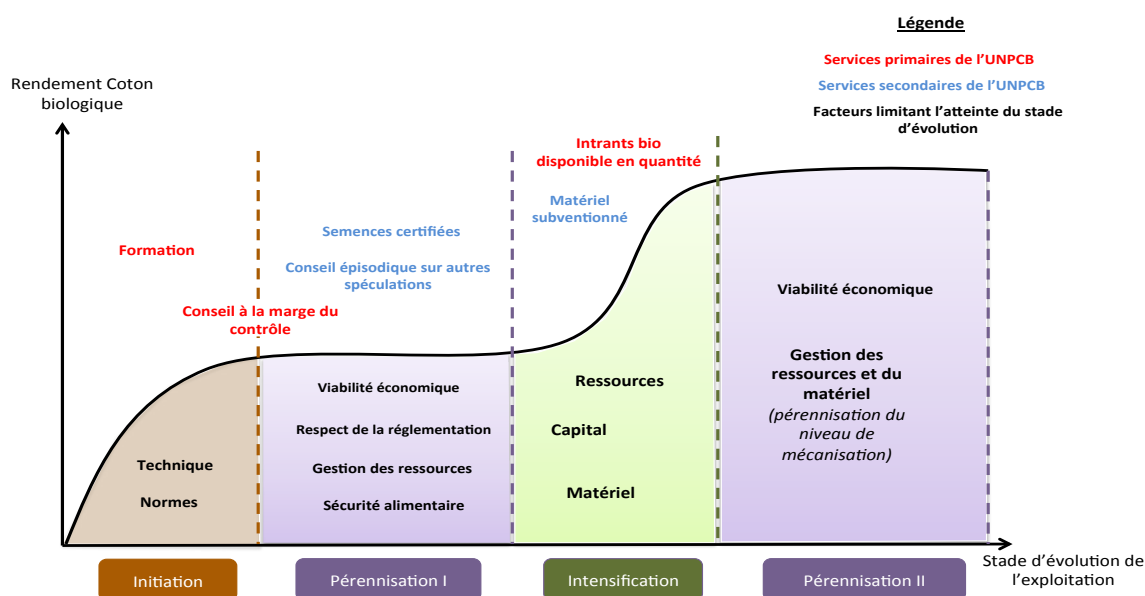 Légende
Services primaires de l'UNPCB
Services secondaires de l'UNPCB
Facteurs limitant l'atteinte du stade
d'évolution
Rendement Coton
biologique
Formation
Conseil à la marge du
contrôle
Semences certifiées
Conseil épisodique sur autres
spéculations
Intrants bio
disponible en quantité
Matériel
subventionné
Technique
Normes
Viabilité économique
Respect de la réglementation
Gestion des ressources
Sécurité alimentaire
Ressources
Capital
Matériel
Viabilité économique
Gestion des
ressources et du
matériel
(pérennisation du
niveau de
mécanisation)
Initiation
Pérennisation I
Intensification
Pérennisation II
Stade d'évolution de
l'exploitation